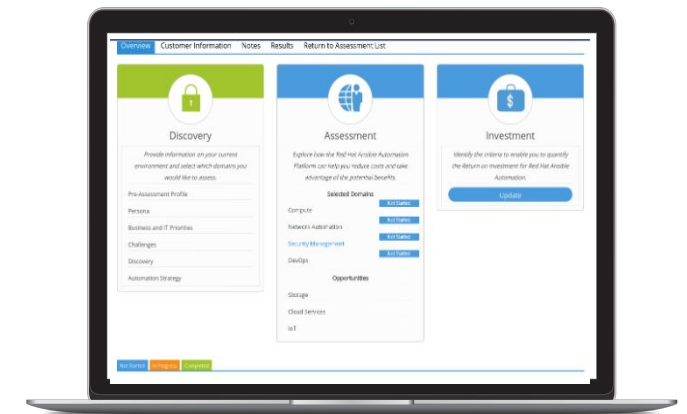 Overview Customer Information Notes Results Return to Assessment List
Discovery
Provide information on your current
environment and select which domains you
would like to assess.
Pre-Assessment Profile
Persona
Business and IT Priorities
Challenges
Discovery
Automation Strategy
Assessment
Explore how the Red Hat Ansible Automation
Platform can help you reduce costs and take
advantage of the potential benefits.
Selected Domains
Not Started
Compute
Not Started
Network Automation
Not Started
Security Management
Not Started
DevOps
Opportunities
Storage
Cloud Services
IoT
$
Investment
Identify the criteria to enable you to quantify
the Return on Investment for Red Hat Ansible
Automation.
Update
Not Started In Progress Completed